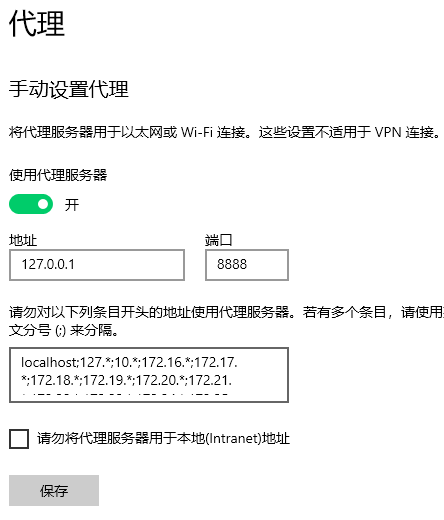 代理
手动设置代理
将代理服务器用于以太网或 Wi-Fi 连接。这些设置不适用于 VPN 连接。
使用代理服务器
开
地址 端口
127.0.0.1 8888
请勿对以下列条目开头的地址使用代理服务器。若有多个条目，请使用
文分号 (;) 来分隔。
localhost;127.*;10.*;172.16.*;172.17.
*;172.18.*;172.19.*;172.20.*;172.21.
请勿将代理服务器用于本地(Intranet)地址
保存